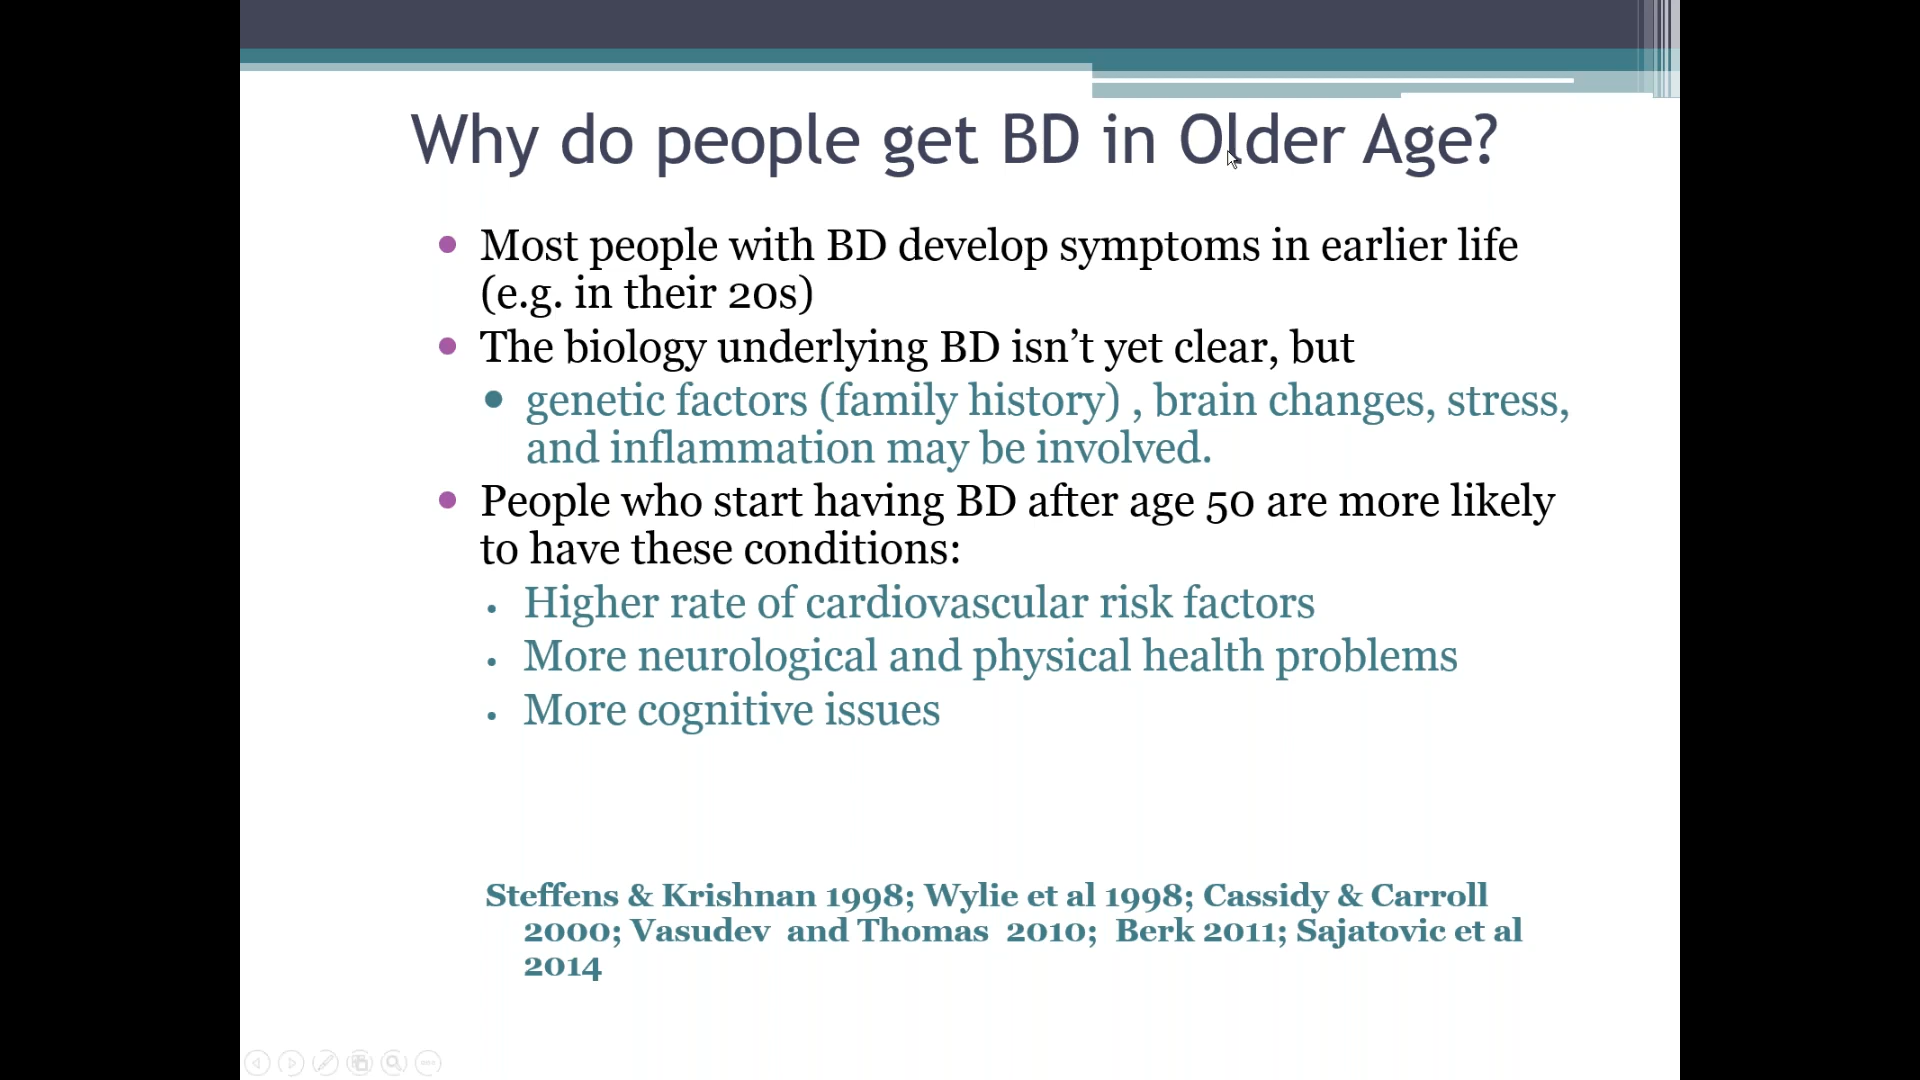 Why do people get BD in Older Age?
Most people with BD develop symptoms in earlier life
(e.g. in their 20s)
The biology underlying BD isn’t yet clear, but
genetic factors (family history) , brain changes, stress,
and inflammation may be involved.
People who start having BD after age 50 are more likely
to have these conditions:
Higher rate of cardiovascular risk factors
More neurological and physical health problems
More cognitive issues
Steffens & Krishnan 1998; Wylie et al 1998; Cassidy & Carroll
2000; Vasudev and Thomas 2010; Berk 2011; Sajatovic et al
2014